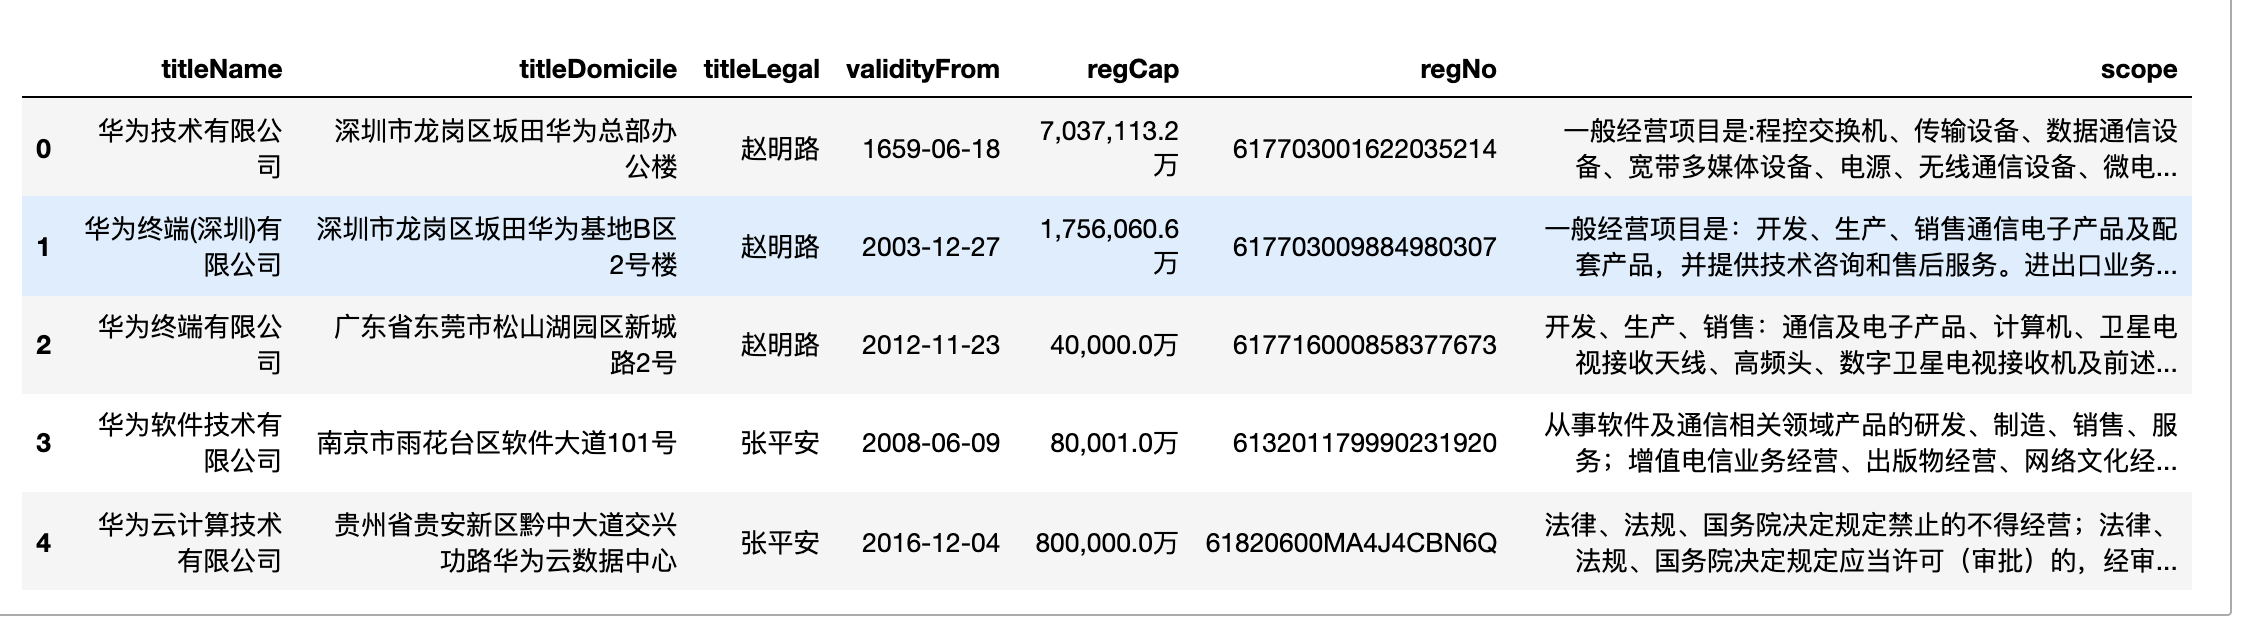 titleName titleDomicile titleLegal validityFrom regCap regNo scope
0 华为技术有限公司 深圳市龙岗区坂田华为总部办公楼 赵明路 1659-06-18 7,037,113.2万 617703001622035214 一般经营项目是:程控交换机、传输设备、数据通信设备、宽带多媒体设备、电源、无线通信设备、微电...
1 华为终端(深圳)有限公司 深圳市龙岗区坂田华为基地B区2号楼 赵明路 2003-12-27 1,756,060.6万 617703009884980307 一般经营项目是：开发、生产、销售通信电子产品及配套产品，并提供技术咨询和售后服务。进出口业务...
2 华为终端有限公司 广东省东莞市松山湖园区新城路2号 赵明路 2012-11-23 40,000.0万 617716000858377673 开发、生产、销售：通信及电子产品、计算机、卫星电视接收天线、高频头、数字卫星电视接收机及前述...
3 华为软件技术有限公司 南京市雨花台区软件大道101号 张平安 2008-06-09 80,001.0万 613201179990231920 从事软件及通信相关领域产品的研发、制造、销售、服务；增值电信业务经营、出版物经营、网络文化经...
4 华为云计算技术有限公司 贵州省贵安新区黔中大道交兴功路华为云数据中心 张平安 2016-12-04 800,000.0万 61820600MA4J4CBN6Q 法律、法规、国务院决定规定禁止的不得经营；法律、法规、国务院决定规定应当许可（审批）的，经审...